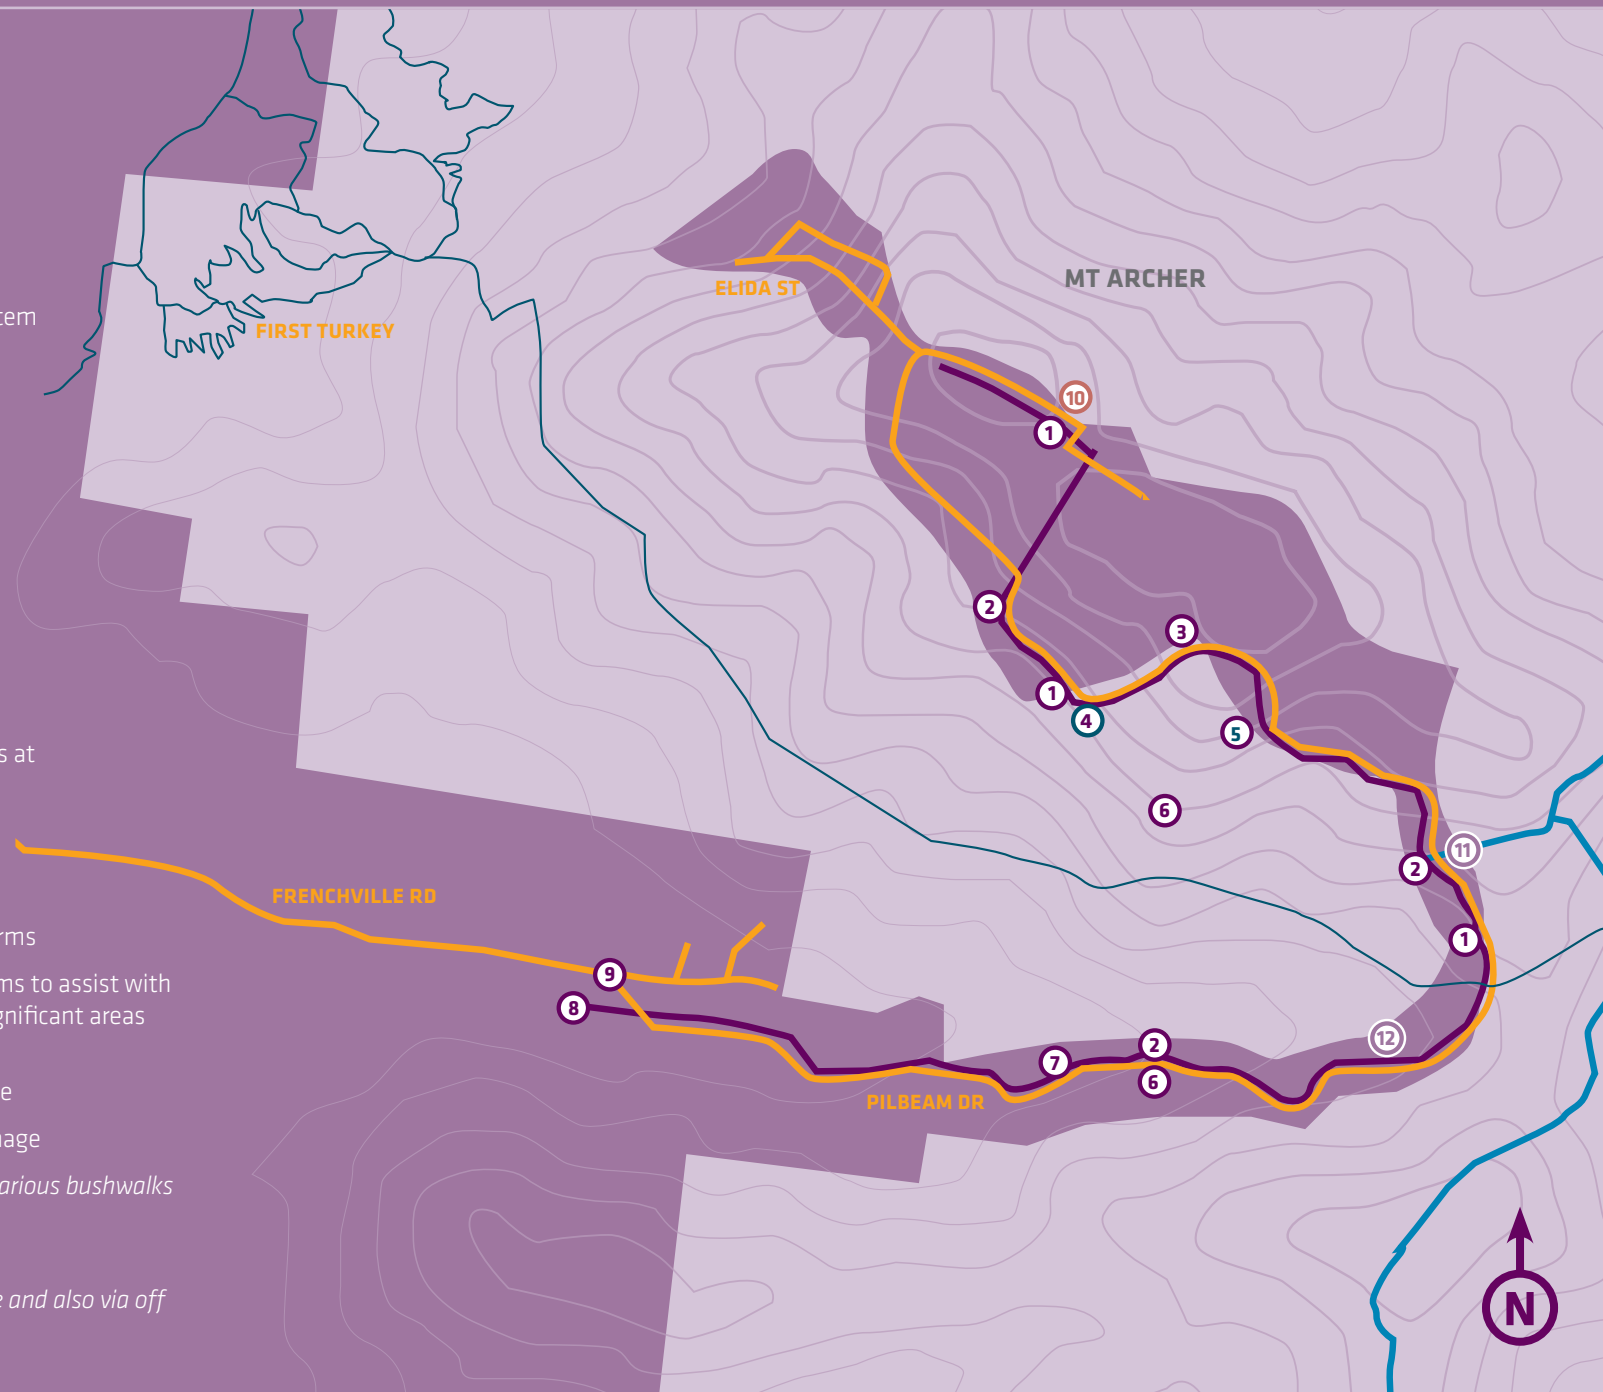 tem
s at
rms
ms to assist with
gnificant areas
e
nage
arious bushwalks
e and also via off
FIRST TURKEY
ELIDA ST
MT ARCHER
10
1
2
3
1
4
5
6
11
2
1
FRENCHVILLE RD
9
8
12
2
7
6
PILBEAM DR
N